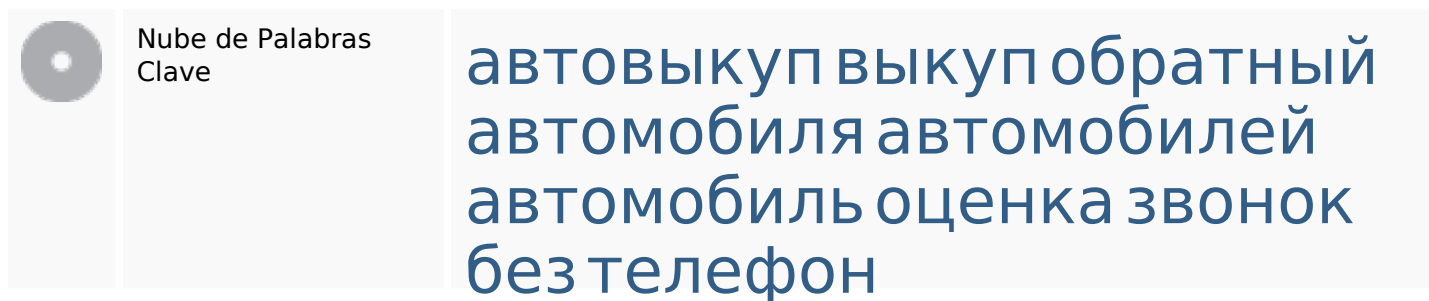 Nube de Palabras
Clave
автовыкуп выкуп обратный
автомобиля автомобилей
автомобиль оценка звонок
без телефон